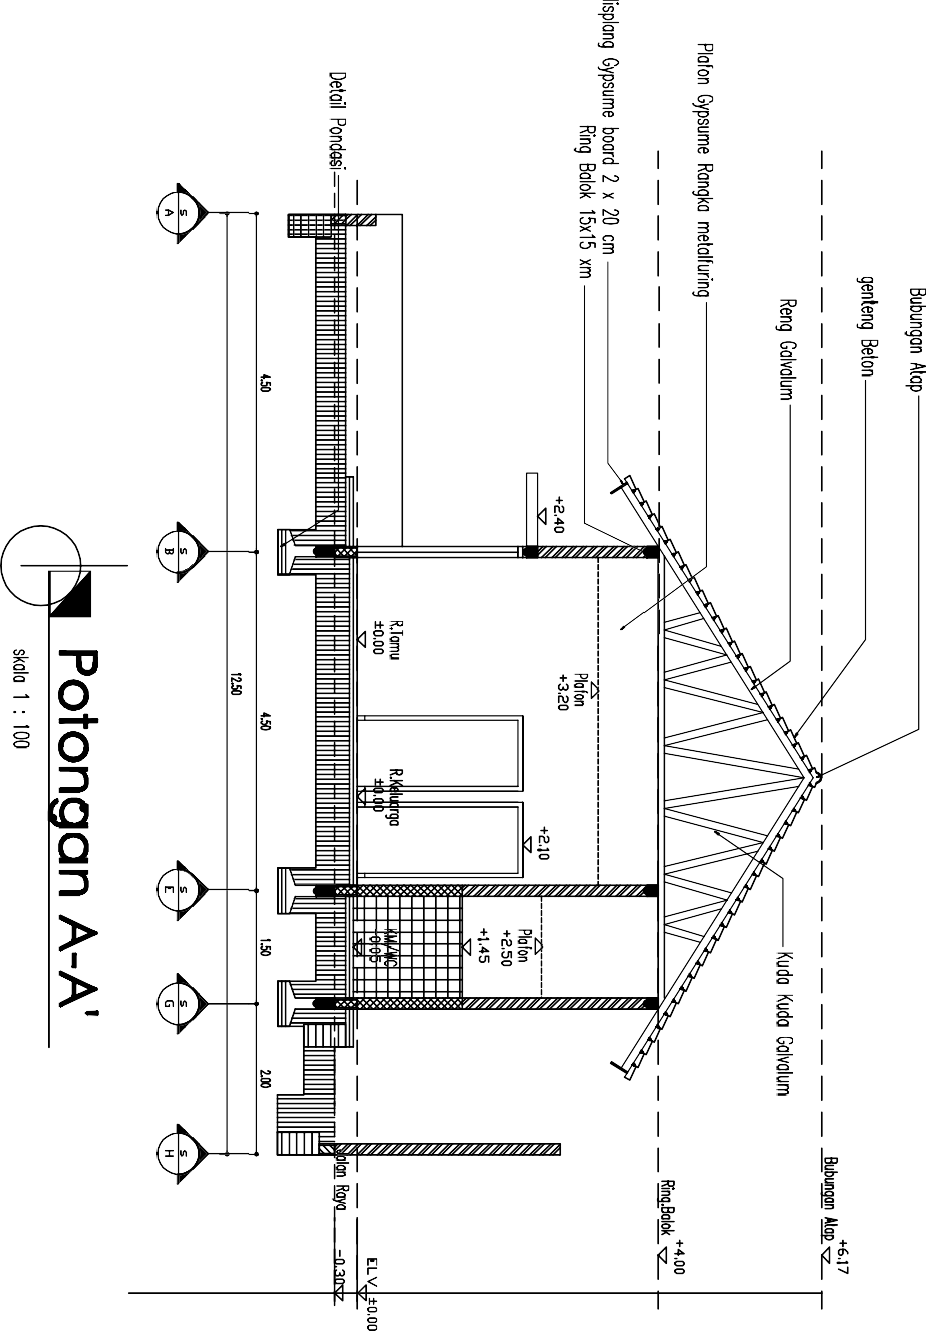 Bubungan Atap
genteng Beton
Reng Galvalum
Plafon Gypsume Rangka metalfuring
isplang Gypsume board 2 x 20 cm
Ring Balok 15x15 xm
Detail Pondasi
Kuda Kuda Galvalum
+6.17
Bubungan Atap
+4.00
Ring.Balok
ELV ±0.00
-0.30
Jalan Raya
+2.40
Plafon
+3.20
+2.10
Plafon
+2.50
+1.45
R.Tamu
±0.00
R.Keluarga
±0.00
KM/WC
-0.05
4.50
4.50
1.50
2.00
12.50
S
A
S
B
S
E
S
G
S
H
Potongan A-A'
skala 1 : 100